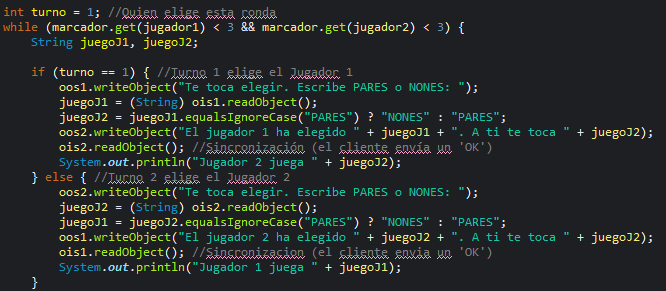 int turno = 1; //Quien elige esta ronda
while (marcador.get(jugador1) < 3 && marcador.get(jugador2) < 3) {
String juegoJ1, juegoJ2;
if (turno == 1) { //Turno 1 elige el Jugador 1
oos1.writeObject("Te toca elegir. Escribe PARES o NONES: ");
juegoJ1 = (String) ois1.readObject();
juegoJ2 = juegoJ1.equalsIgnoreCase("PARES") ? "NONES" : "PARES";
oos2.writeObject("El jugador 1 ha elegido " + juegoJ1 + ". A ti te toca " + juegoJ2);
ois2.readObject(); //Sincronización (el cliente envía un 'OK')
System.out.println("Jugador 2 juega " + juegoJ2);
} else { //Turno 2 elige el Jugador 2
oos2.writeObject("Te toca elegir. Escribe PARES o NONES: ");
juegoJ2 = (String) ois2.readObject();
juegoJ1 = juegoJ2.equalsIgnoreCase("PARES") ? "NONES" : "PARES";
oos1.writeObject("El jugador 2 ha elegido " + juegoJ2 + ". A ti te toca " + juegoJ2);
ois1.readObject(); //Sincronizacion (el cliente envia un 'OK')
System.out.println("Jugador 1 juega " + juegoJ1);
}